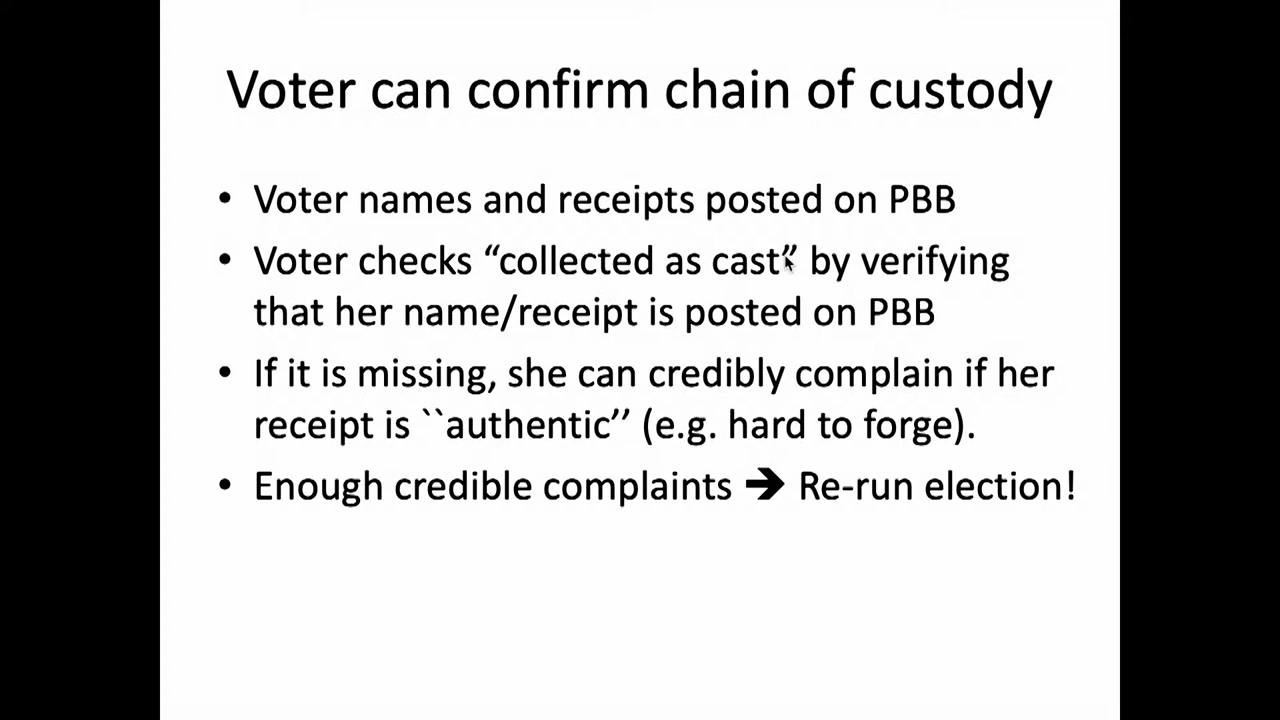 Voter can confirm chain of custody
• Voter names and receipts posted on PBB
• Voter checks “collected as cast” by verifying
that her name/receipt is posted on PBB
• If it is missing, she can credibly complain if her
receipt is ``authentic’’ (e.g. hard to forge).
• Enough credible complaints ➔ Re-run election!